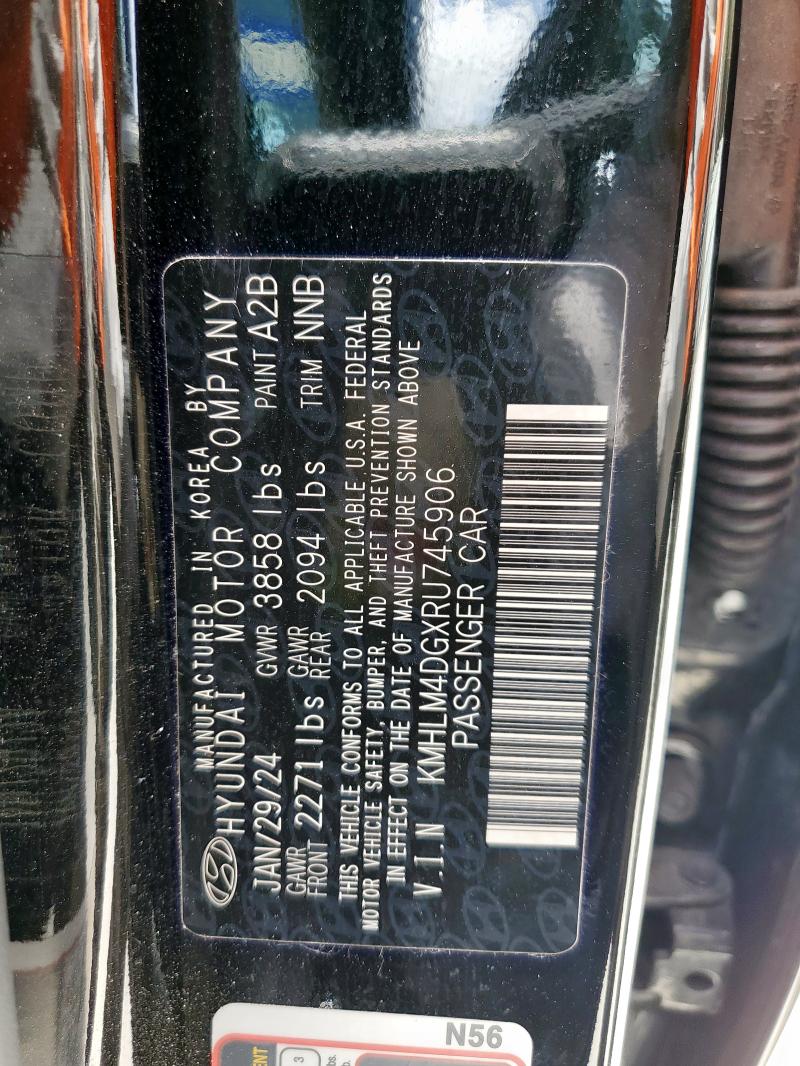 MANUFACTURED IN KOREA BY
HYUNDAI MOTOR COMPANY
JAN/29/24 GVWR 3858 lbs PAINT A2B
GAWR FRONT 2271 lbs GAWR REAR 2094 lbs TRIM NNB
THIS VEHICLE CONFORMS TO ALL APPLICABLE U.S.A. FEDERAL
MOTOR VEHICLE SAFETY, BUMPER, AND THEFT PREVENTION STANDARDS
IN EFFECT ON THE DATE OF MANUFACTURE SHOWN ABOVE
V.I.N KMHLM4DGXRU745906
PASSENGER CAR
N56
3